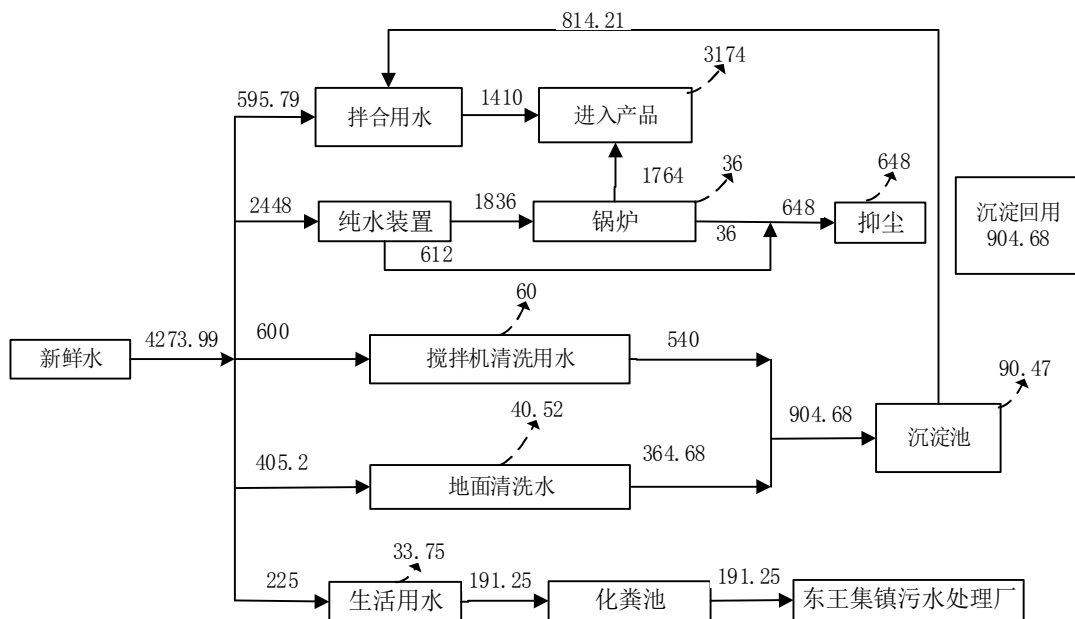 814.21
3174
595.79
拌合用水
1410
进入产品
1764
36
648
2448
纯水装置
1836
锅炉
36
648
抑尘
612
沉淀回用
904.68
60
新鲜水
4273.99
600
搅拌机清洗用水
540
40.52
90.47
904.68
沉淀池
405.2
地面清洗水
364.68
33.75
225
生活用水
191.25
化粪池
191.25
东王集镇污水处理厂